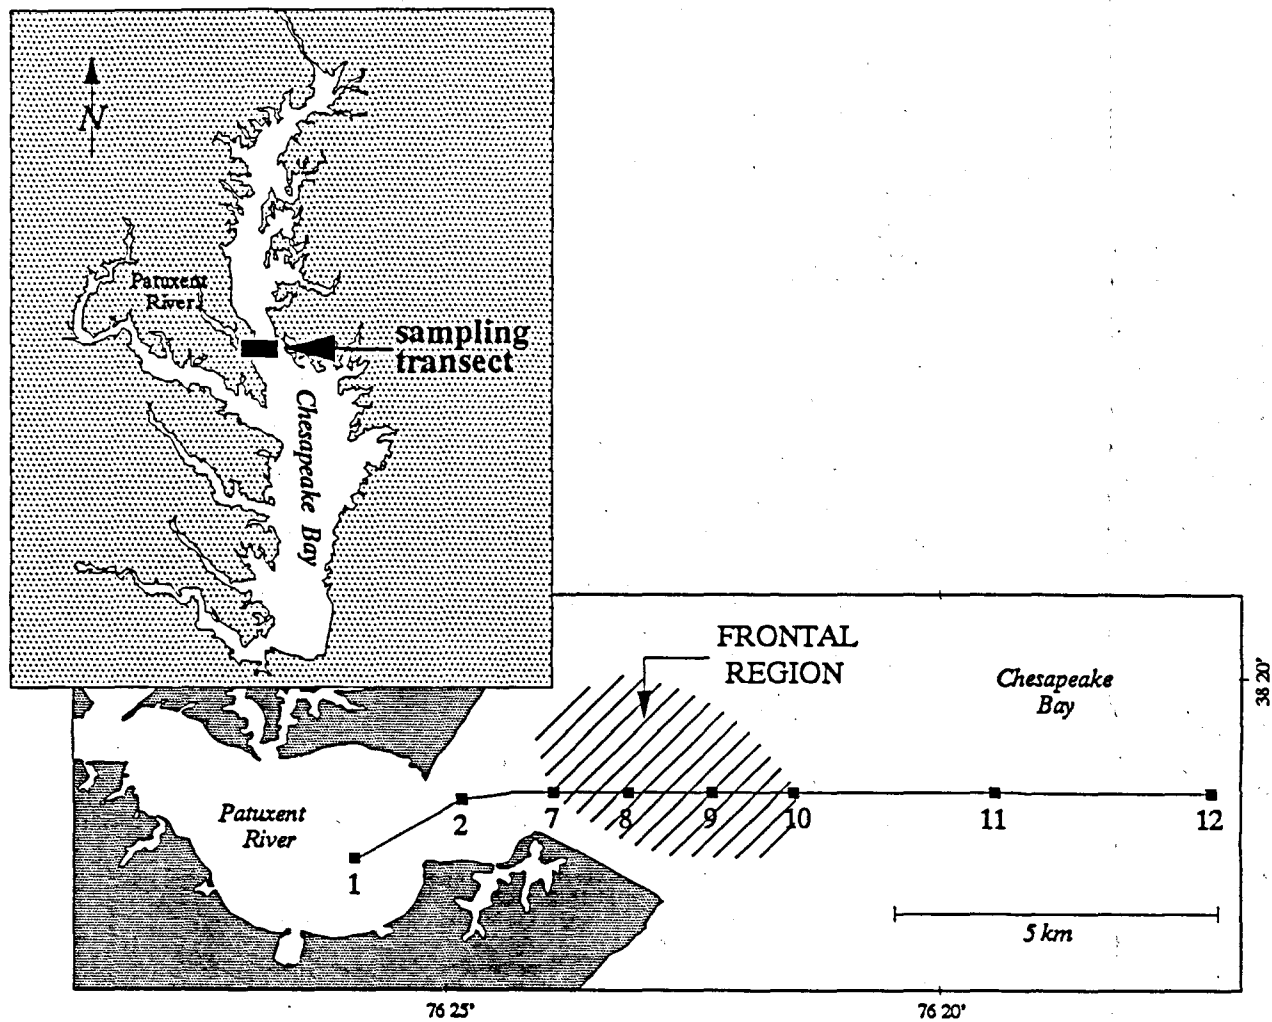 N
Patuxent
River
sampling
transect
Chesapeake Bay
FRONTAL
REGION
Chesapeake
Bay
38 20'
Patuxent
River
1
2
7
8
9
10
11
12
5 km
76 25'
76 20'